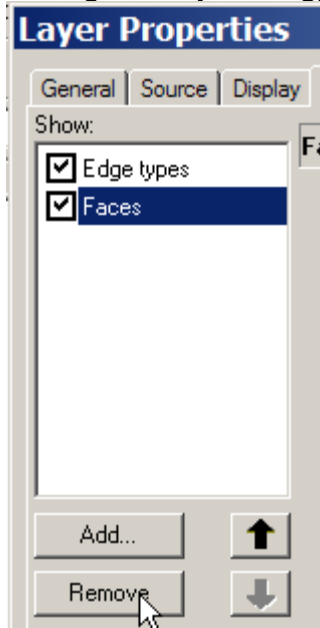 Layer Properties
General Source Display
Show:
Edge types
Faces
Add...
Remove